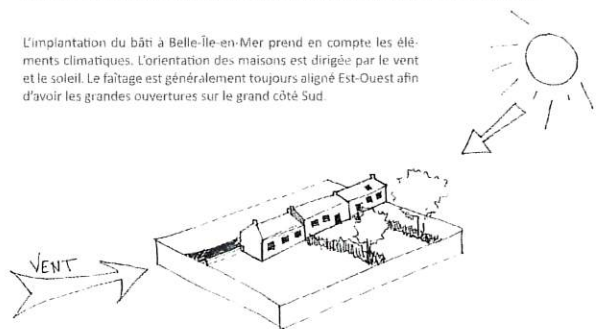 L'implantation du bâti à Belle-Île-en-Mer prend en compte les élé-
ments climatiques. L'orientation des maisons est dirigée par le vent
et le soleil. Le faîtage est généralement toujours aligné Est-Ouest afin
d'avoir les grandes ouvertures sur le grand côté Sud.
VENT